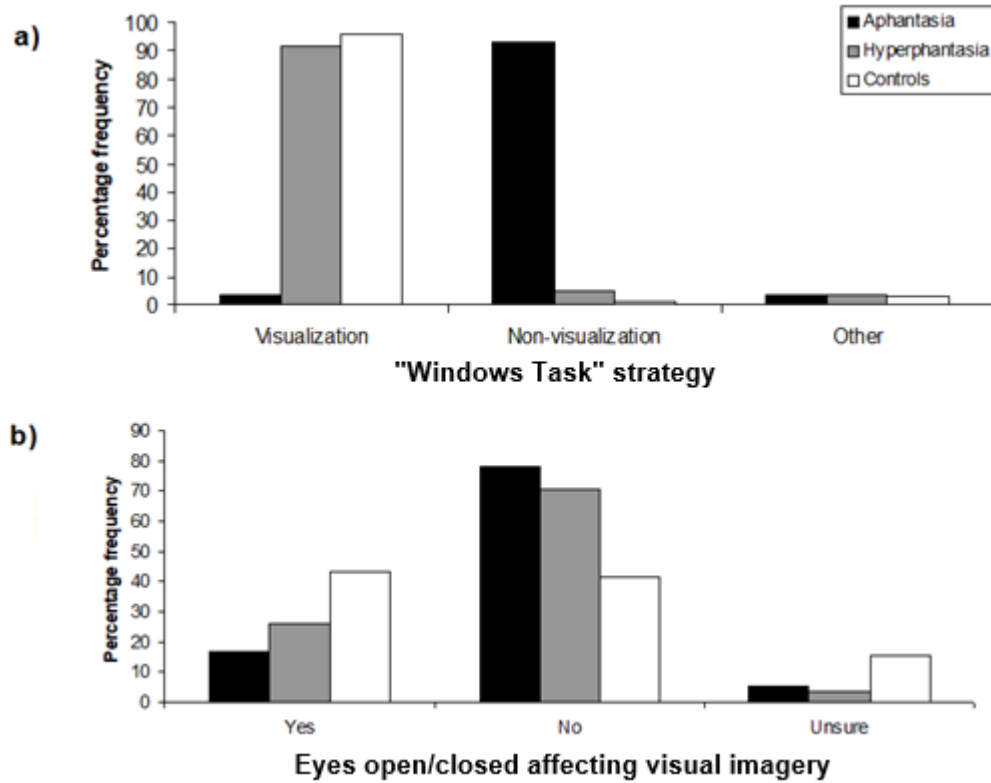 a)
Percentage frequency
100
90
80
70
60
50
40
30
20
10
0
Aphantasia
Hyperphantasia
Controls
Visualization Non-visualization Other
"Windows Task" strategy
b)
Percentage frequency
90
80
70
60
50
40
30
20
10
0
Yes No Unsure
Eyes open/closed affecting visual imagery